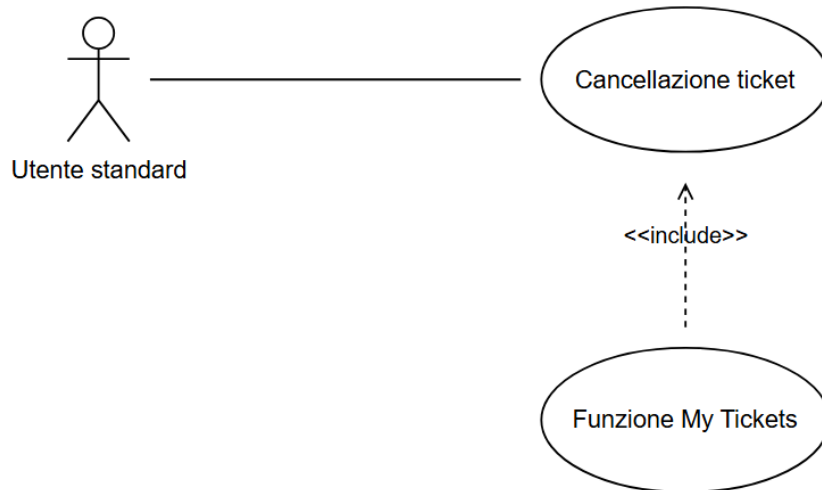 Cancellazione ticket
Utente standard
<<include>>
Funzione My Tickets